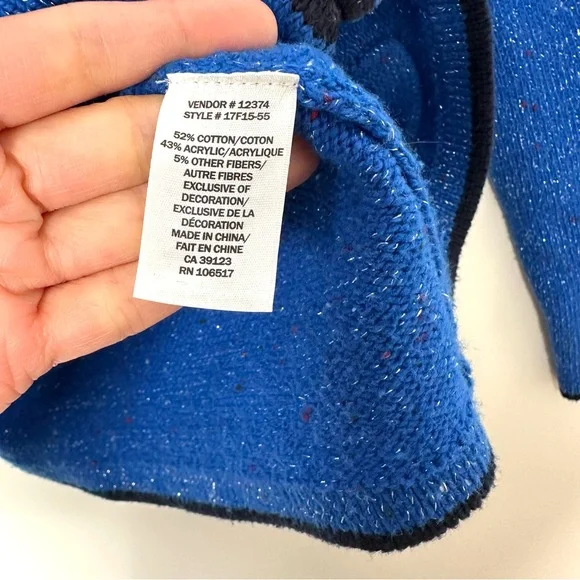 VENDOR # 12374
STYLE # 17F15-55
52% COTTON/COTON
43% ACRYLIC/ACRYLIQUE
5% OTHER FIBERS/
AUTRE FIBRES
EXCLUSIVE OF
DECORATION/
EXCLUSIVE DE LA
DÉCORATION
MADE IN CHINA/
FAIT EN CHINE
CA 39123
RN 106517